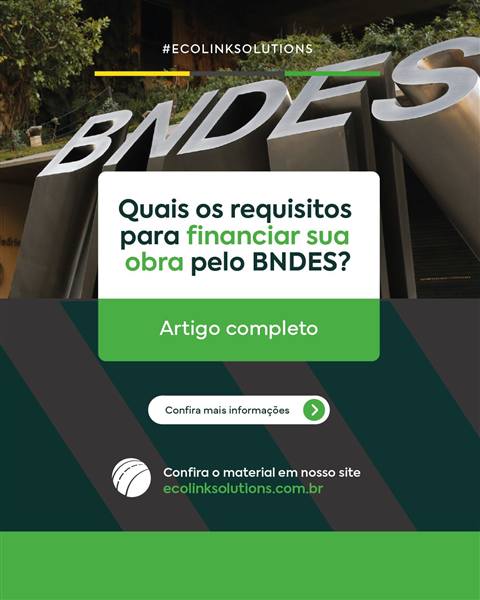 #ECOLINKSOLUTIONS
BNDES
Quais os requisitos
para financiar sua
obra pelo BNDES?
Artigo completo
Confira mais informações
Confira o material em nosso site
ecolinksolutions.com.br